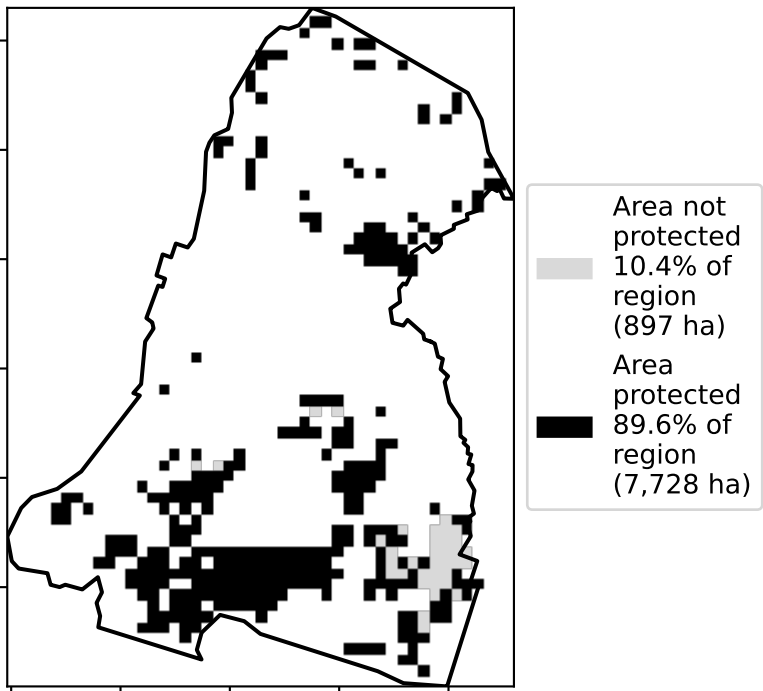 Area not
protected
10.4% of
region
(897 ha)
Area
protected
89.6% of
region
(7,728 ha)